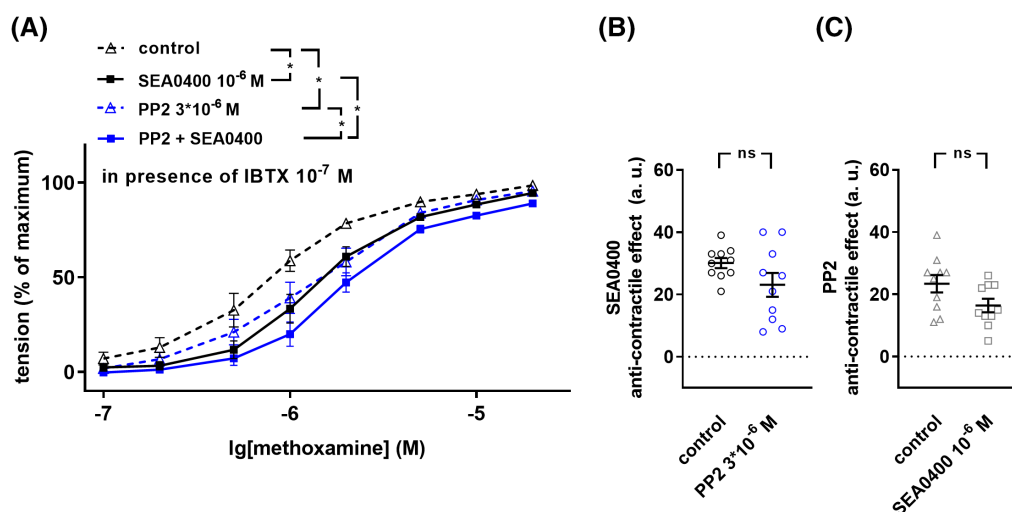 (A)
control
*
SEA0400 10⁻⁶ M
*
*
PP2 3*10⁻⁶ M
*
PP2 + SEA0400
in presence of IBTX 10⁻⁷ M
tension (% of maximum)
100
50
0
-7
-6
-5
lg[methoxamine] (M)
(B)
ns
SEA0400
anti-contractile effect (a. u.)
60
40
20
0
control
PP2 3*10⁻⁶ M
(C)
ns
PP2
anti-contractile effect (a. u.)
60
40
20
0
control
SEA0400 10⁻⁶ M